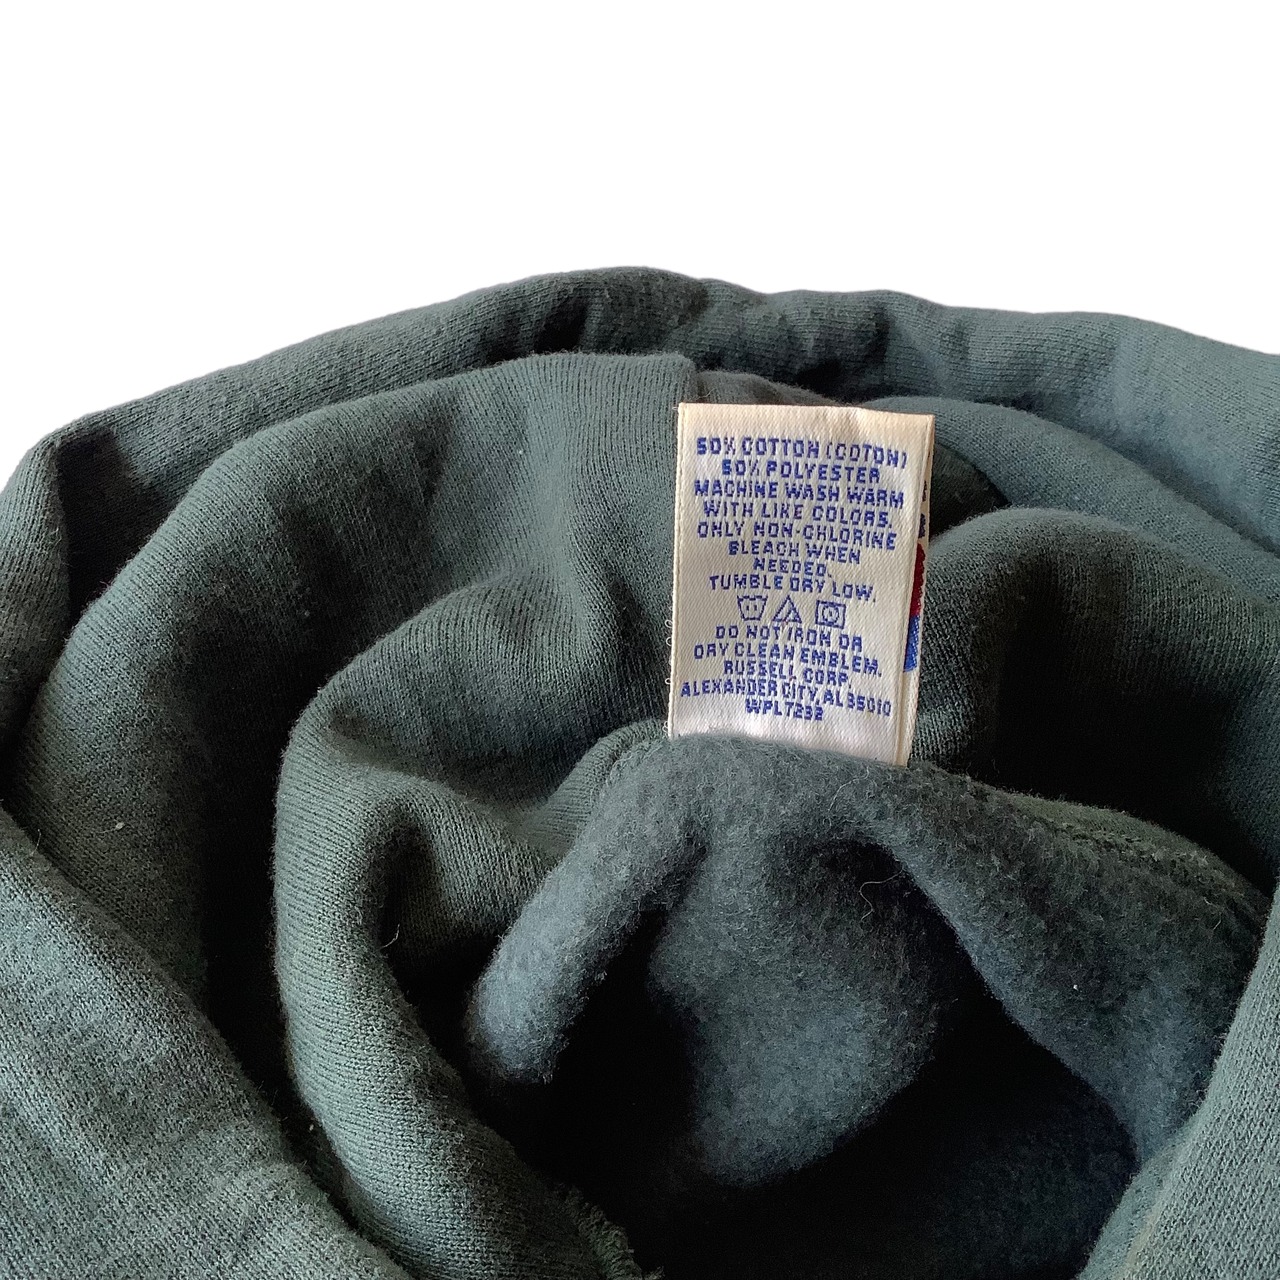 50% COTTON (COTON)
50% POLYESTER
MACHINE WASH WARM
WITH LIKE COLORS.
ONLY NON-CHLORINE
BLEACH WHEN
NEEDED.
TUMBLE DRY LOW.
DO NOT IRON OR
DRY CLEAN EMBLEM.
RUSSELL CORP.
ALEXANDER CITY, AL 35010
WPL7292